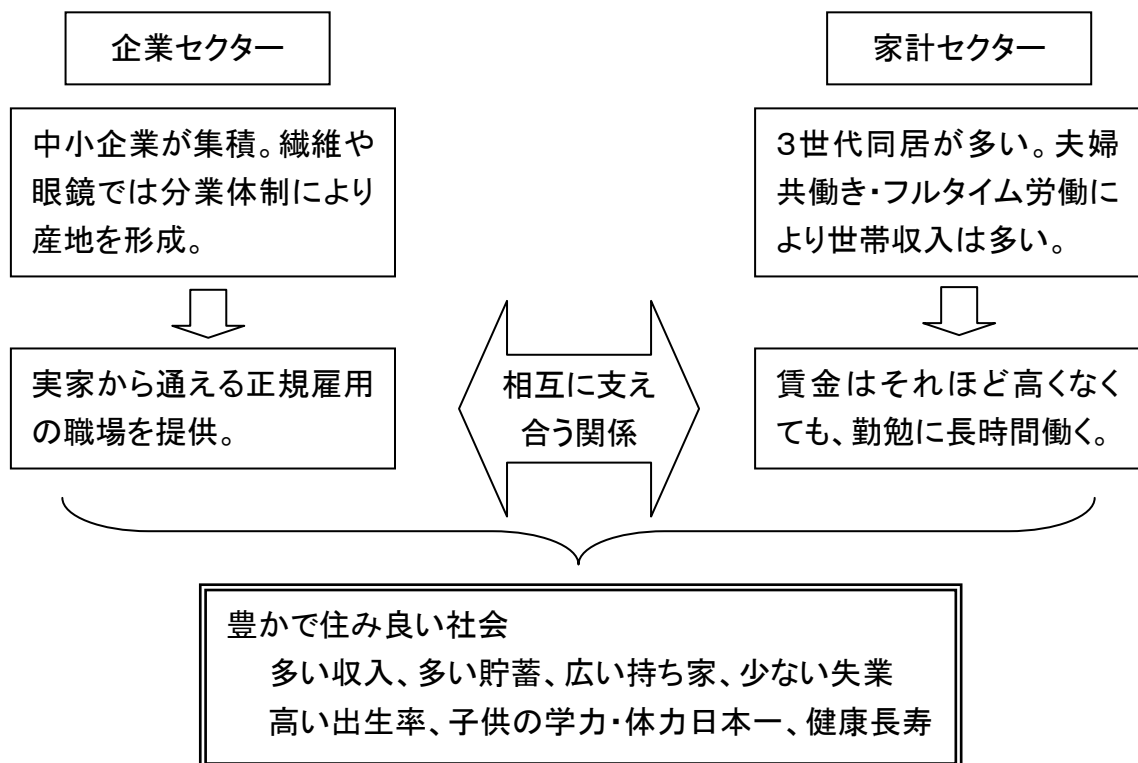 企業セクター
家計セクター
中小企業が集積。繊維や
眼鏡では分業体制により
産地を形成。
3世代同居が多い。夫婦
共働き・フルタイム労働に
より世帯収入は多い。
実家から通える正規雇用
の職場を提供。
相互に支え
合う関係
賃金はそれほど高くなく
ても、勤勉に長時間働く。
豊かで住み良い社会
多い収入、多い貯蓄、広い持ち家、少ない失業
高い出生率、子供の学力・体力日本一、健康長寿